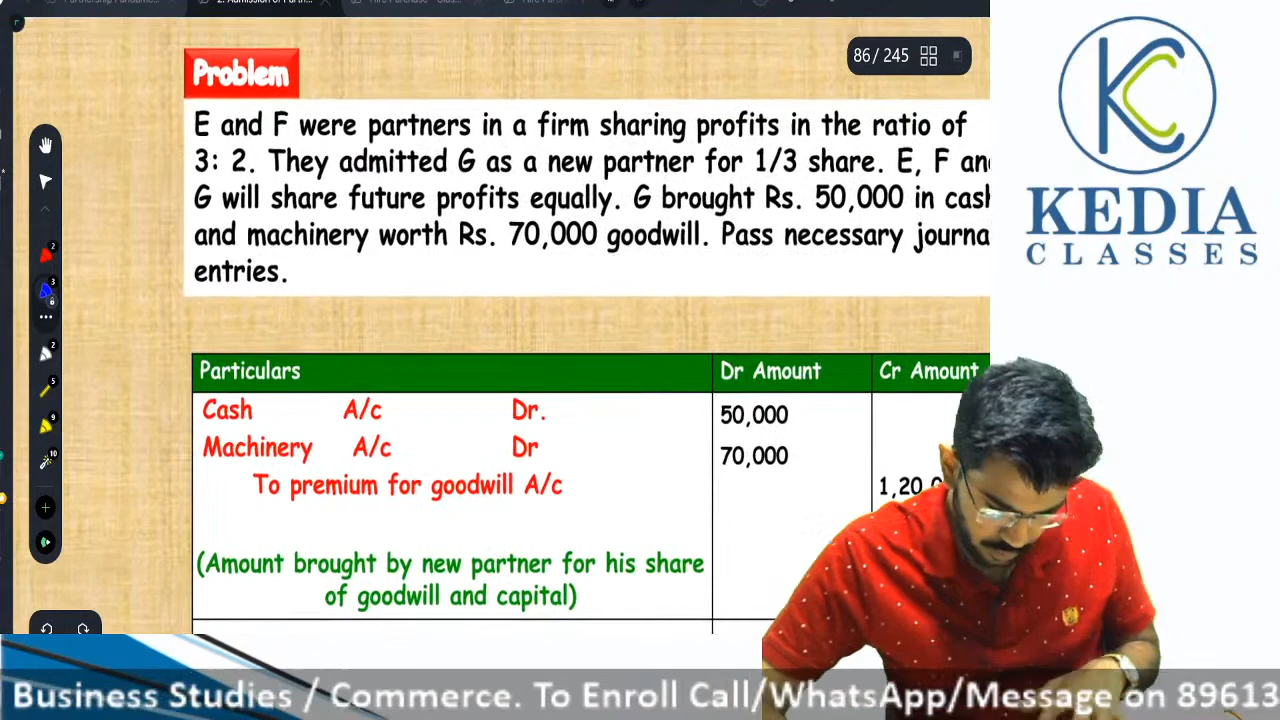 86/ 245
Problem
E and F were partners in a firm sharing profits in the ratio of
3: 2. They admitted G as a new partner for 1/3 share. E, F an
G will share future profits equally. G brought Rs. 50,000 in cash
and machinery worth Rs. 70,000 goodwill. Pass necessary journa
entries.
KEDIA
CLASSES
Particulars Dr Amount Cr Amount
Cash A/c Dr. 50,000
Machinery A/c Dr 70,000
To premium for goodwill A/c 1,20
(Amount brought by new partner for his share
of goodwill and capital)
Business Studies / Commerce. To Enroll Call/WhatsApp/Message on 89613